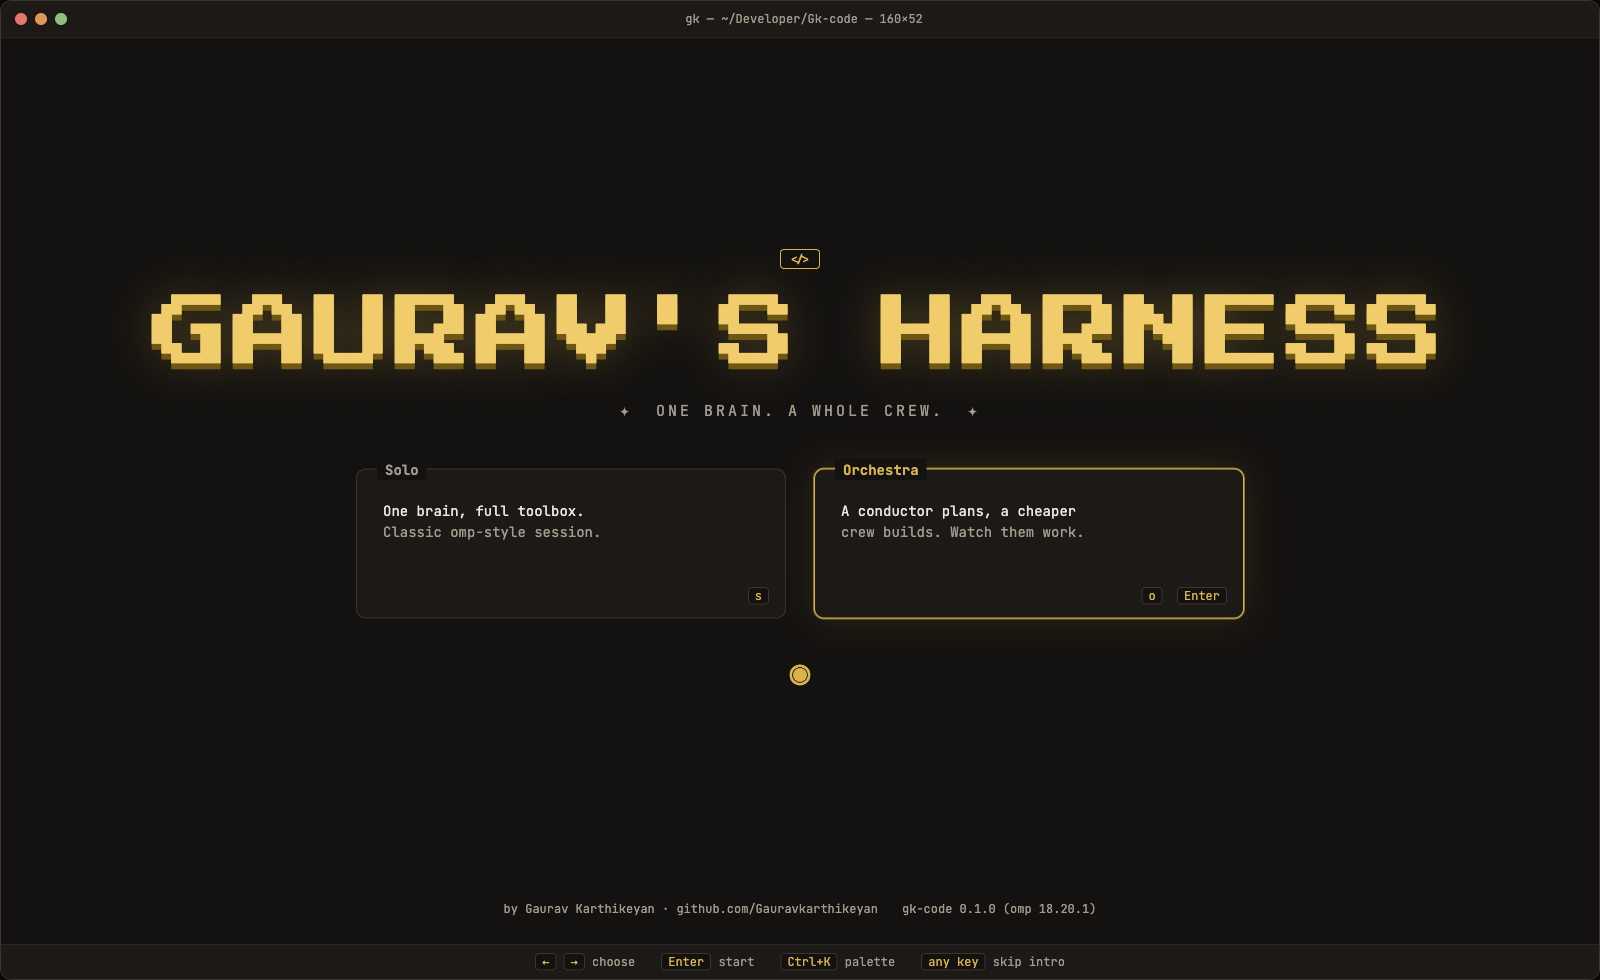 gk — ~/Developer/Gk-code — 160×52
</>
GAURAV'S HARNESS
✦ ONE BRAIN. A WHOLE CREW. ✦
Solo
One brain, full toolbox.
Classic omp-style session.
s
Orchestra
A conductor plans, a cheaper
crew builds. Watch them work.
o Enter
by Gaurav Karthikeyan · github.com/Gauravkarthikeyan gk-code 0.1.0 (omp 18.20.1)
← → choose Enter start Ctrl+K palette any key skip intro